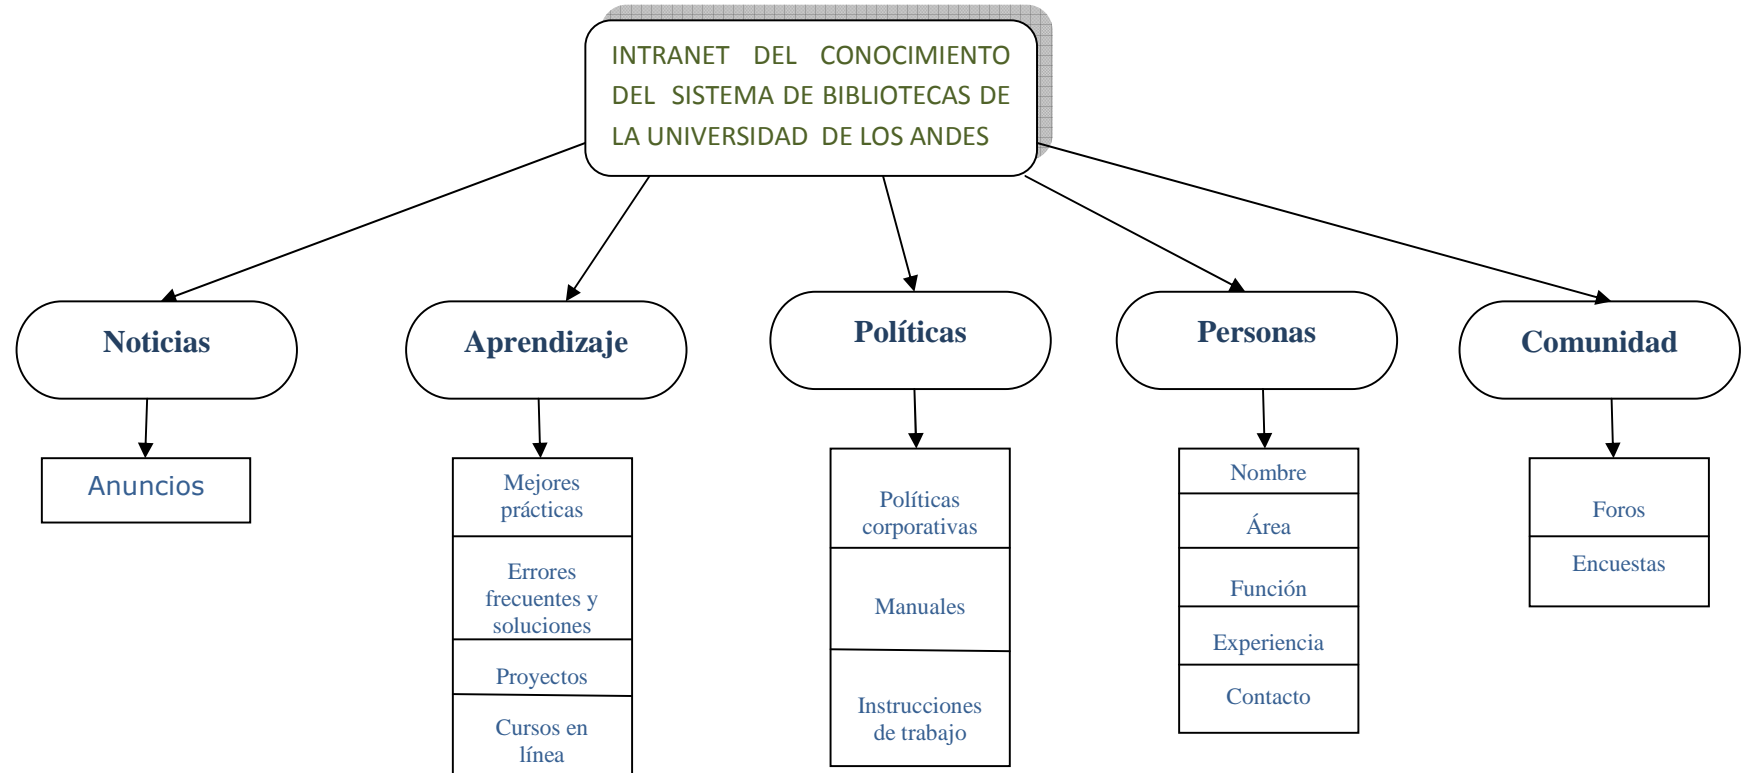 INTRANET DEL CONOCIMIENTO
DEL SISTEMA DE BIBLIOTECAS DE
LA UNIVERSIDAD DE LOS ANDES
Noticias
Aprendizaje
Políticas
Personas
Comunidad
Anuncios
Mejores
prácticas
Errores
frecuentes y
soluciones
Proyectos
Cursos en
línea
Políticas
corporativas
Manuales
Instrucciones
de trabajo
Nombre
Área
Función
Experiencia
Contacto
Foros
Encuestas